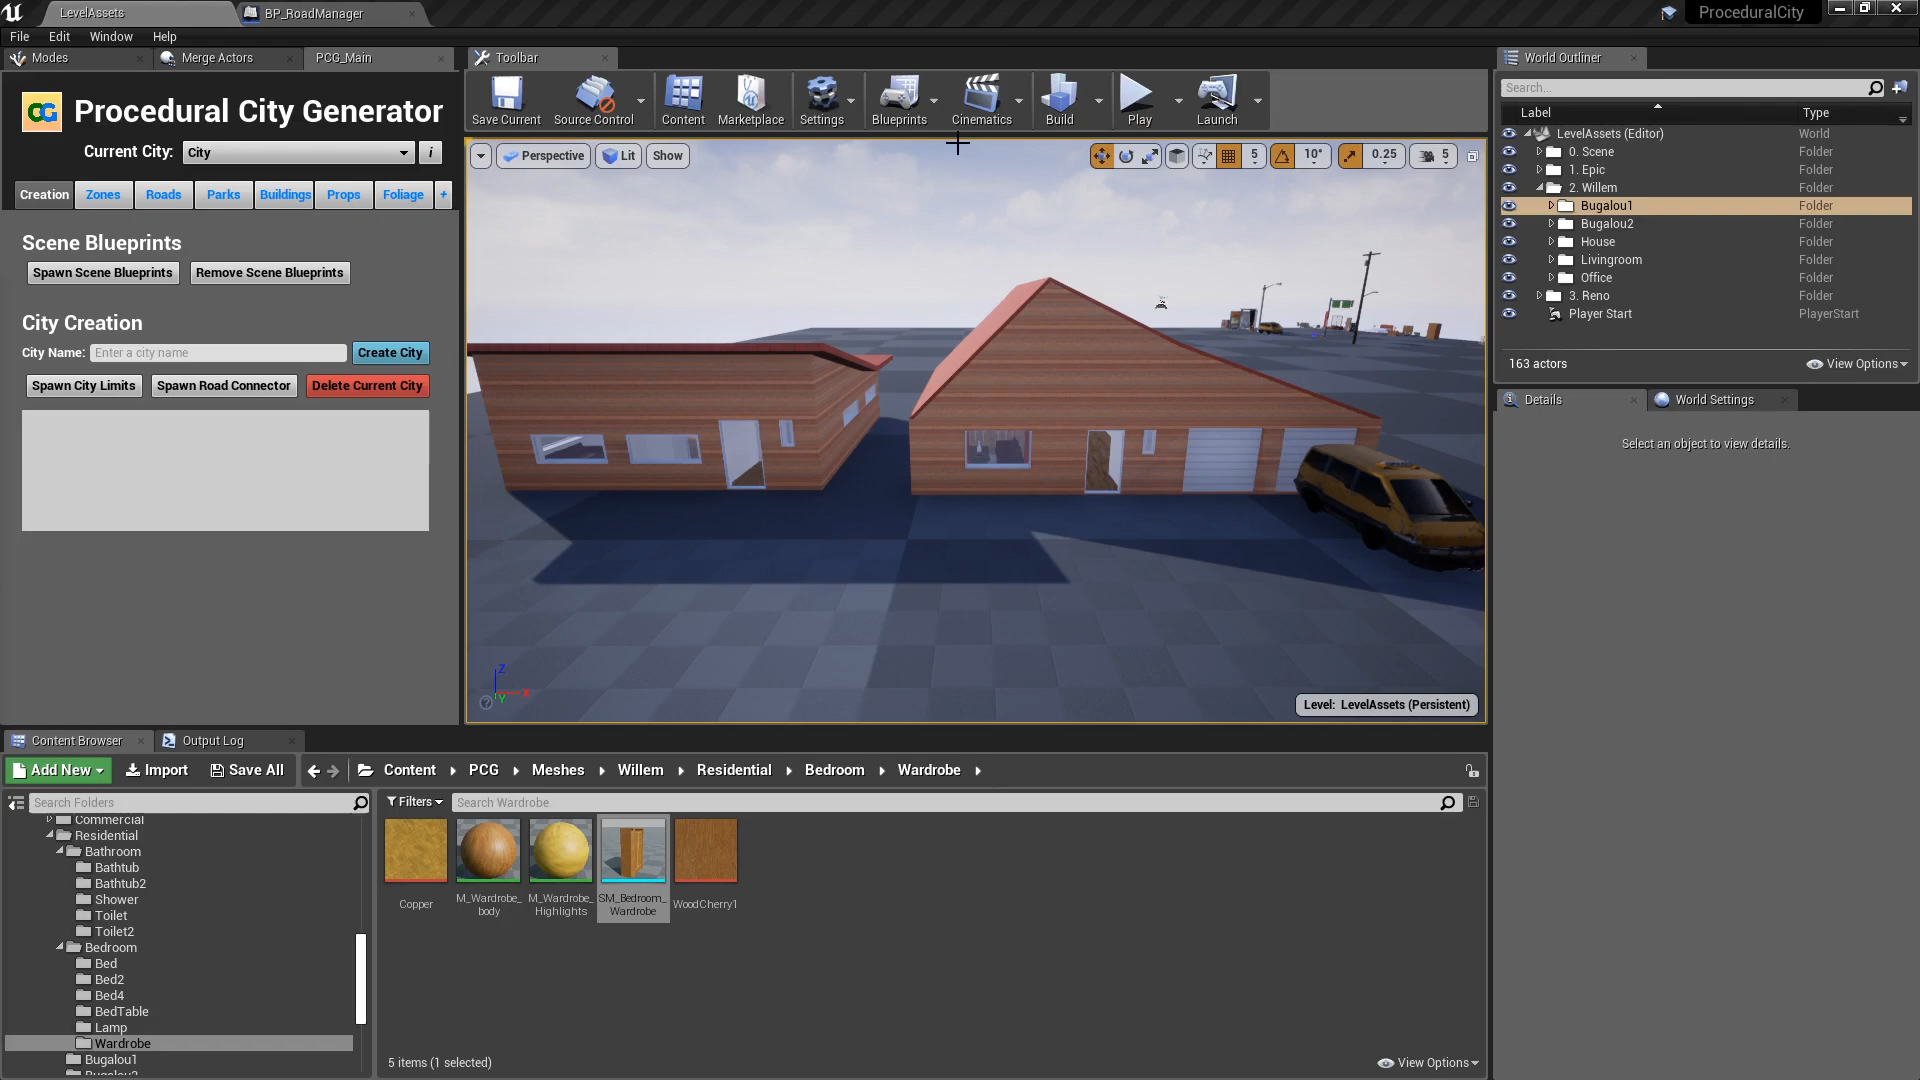 LevelAssets
BP_RoadManager
ProceduralCity
File Edit Window Help
Modes
Merge Actors
PCG_Main
Toolbar
World Outliner
CG
Procedural City Generator
Current City: City
i
Creation Zones Roads Parks Buildings Props Foliage +
Scene Blueprints
Spawn Scene Blueprints
Remove Scene Blueprints
City Creation
City Name: Enter a city name
Create City
Spawn City Limits
Spawn Road Connector
Delete Current City
Save Current Source Control Content Marketplace Settings Blueprints Cinematics Build Play Launch
Perspective Lit Show
5 10° 0.25 5
Z
X
Y
Level: LevelAssets (Persistent)
Search...
Label Type
LevelAssets (Editor) World
0. Scene Folder
1. Epic Folder
2. Willem Folder
Bugalou1 Folder
Bugalou2 Folder
House Folder
Livingroom Folder
Office Folder
3. Reno Folder
Player Start PlayerStart
163 actors
View Options
Details
World Settings
Select an object to view details.
Content Browser
Output Log
Add New Import Save All
Content PCG Meshes Willem Residential Bedroom Wardrobe
Search Folders
Filters
Search Wardrobe
Commercial
Residential
Bathroom
Bathtub
Bathtub2
Shower
Toilet
Toilet2
Bedroom
Bed
Bed2
Bed4
BedTable
Lamp
Wardrobe
Bugalou1
Bugalou2
Copper
M_Wardrobe_
body
M_Wardrobe_
Highlights
SM_Bedroom_
Wardrobe
WoodCherry1
5 items (1 selected)
View Options